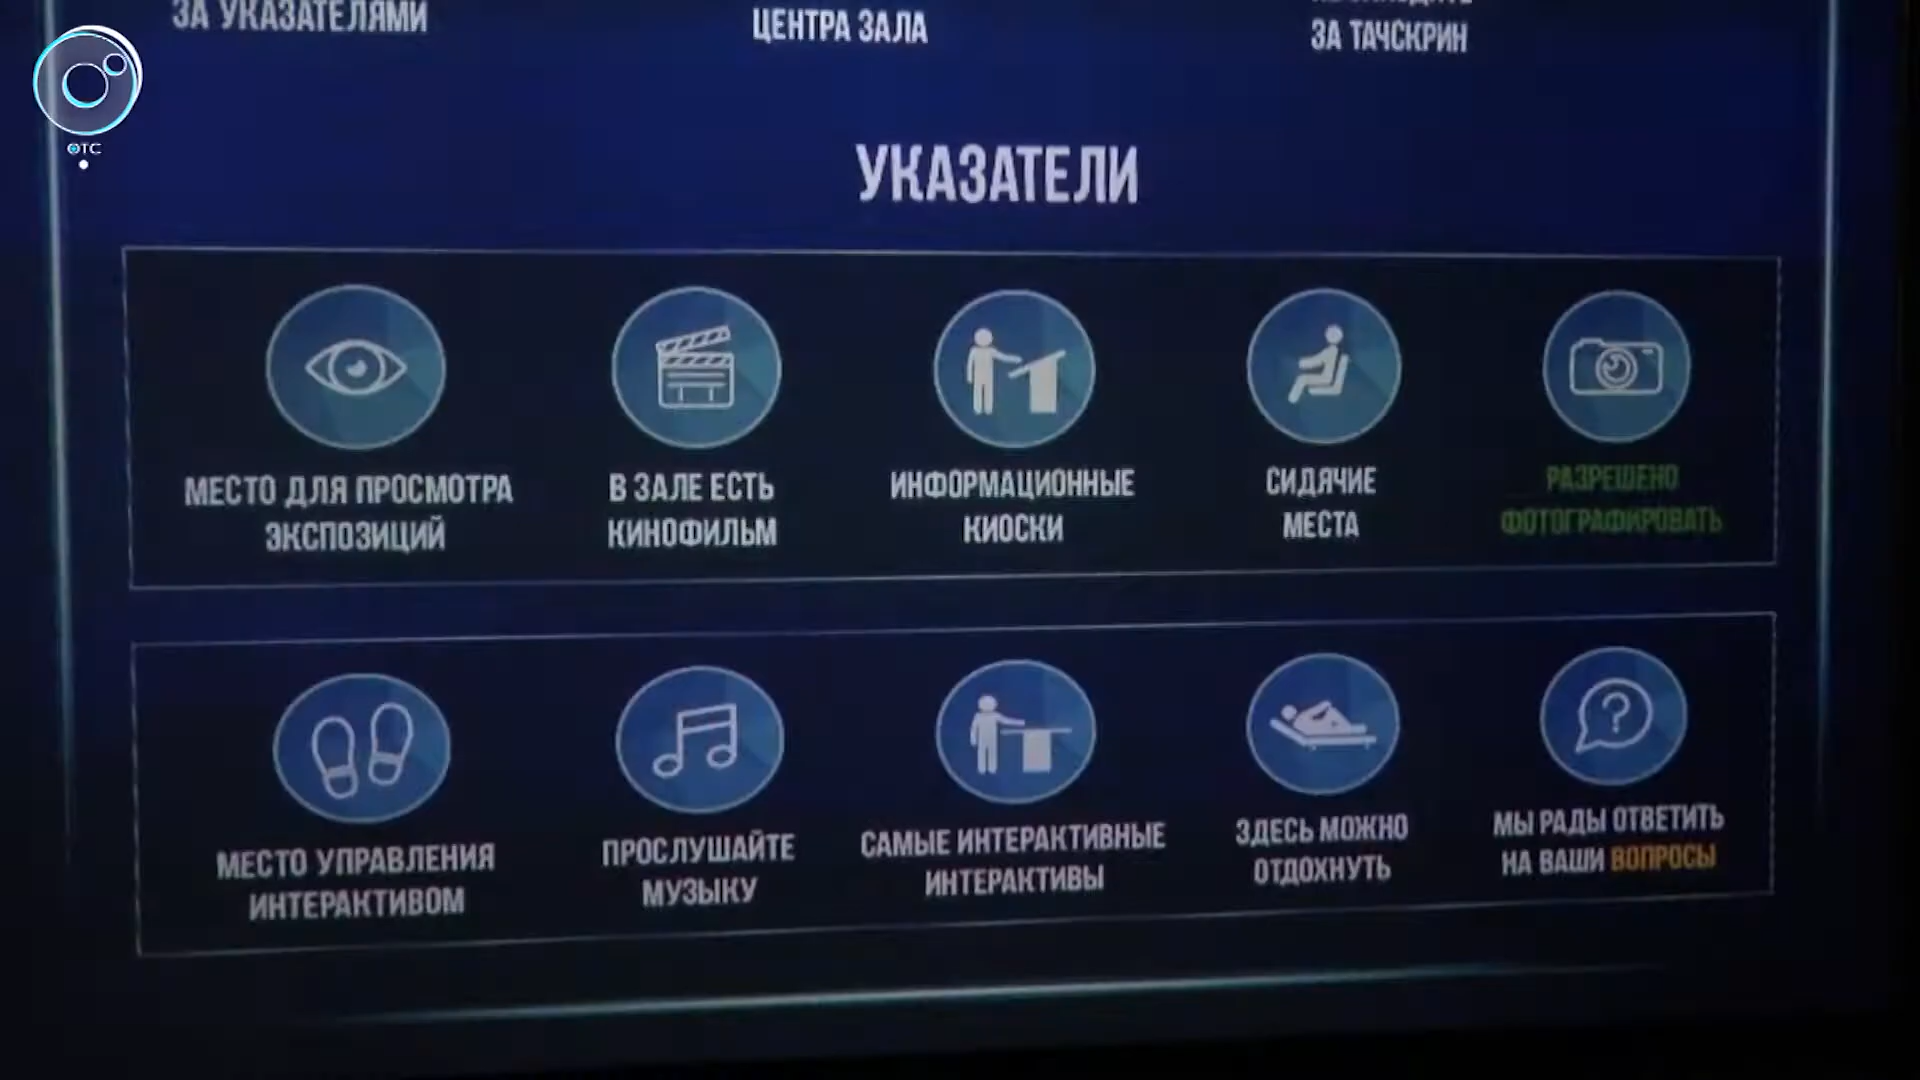 ЗА УКАЗАТЕЛЯМИ
ЦЕНТРА ЗАЛА
ЗА ТАЧСКРИН
ОТС
УКАЗАТЕЛИ
МЕСТО ДЛЯ ПРОСМОТРА
ЭКСПОЗИЦИЙ
В ЗАЛЕ ЕСТЬ
КИНОФИЛЬМ
ИНФОРМАЦИОННЫЕ
КИОСКИ
СИДЯЧИЕ
МЕСТА
РАЗРЕШЕНО
ФОТОГРАФИРОВАТЬ
МЕСТО УПРАВЛЕНИЯ
ИНТЕРАКТИВОМ
ПРОСЛУШАЙТЕ
МУЗЫКУ
САМЫЕ ИНТЕРАКТИВНЫЕ
ИНТЕРАКТИВЫ
ЗДЕСЬ МОЖНО
ОТДОХНУТЬ
МЫ РАДЫ ОТВЕТИТЬ
НА ВАШИ ВОПРОСЫ